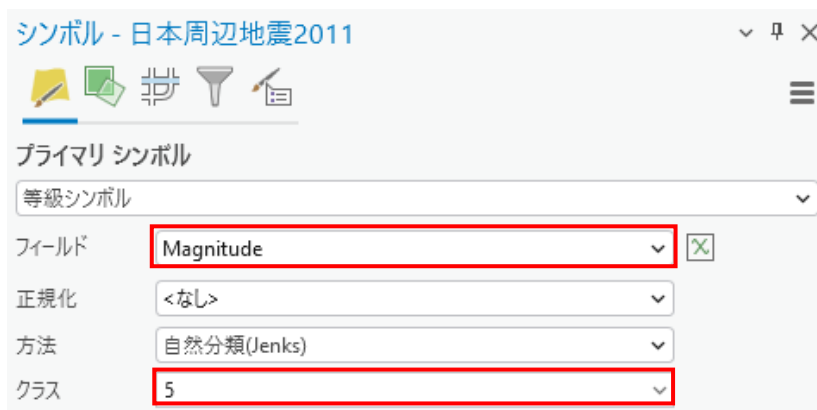 シンボル - 日本周辺地震2011
プライマリ シンボル
等級シンボル
フィールド Magnitude
正規化 <なし>
方法 自然分類(Jenks)
クラス 5